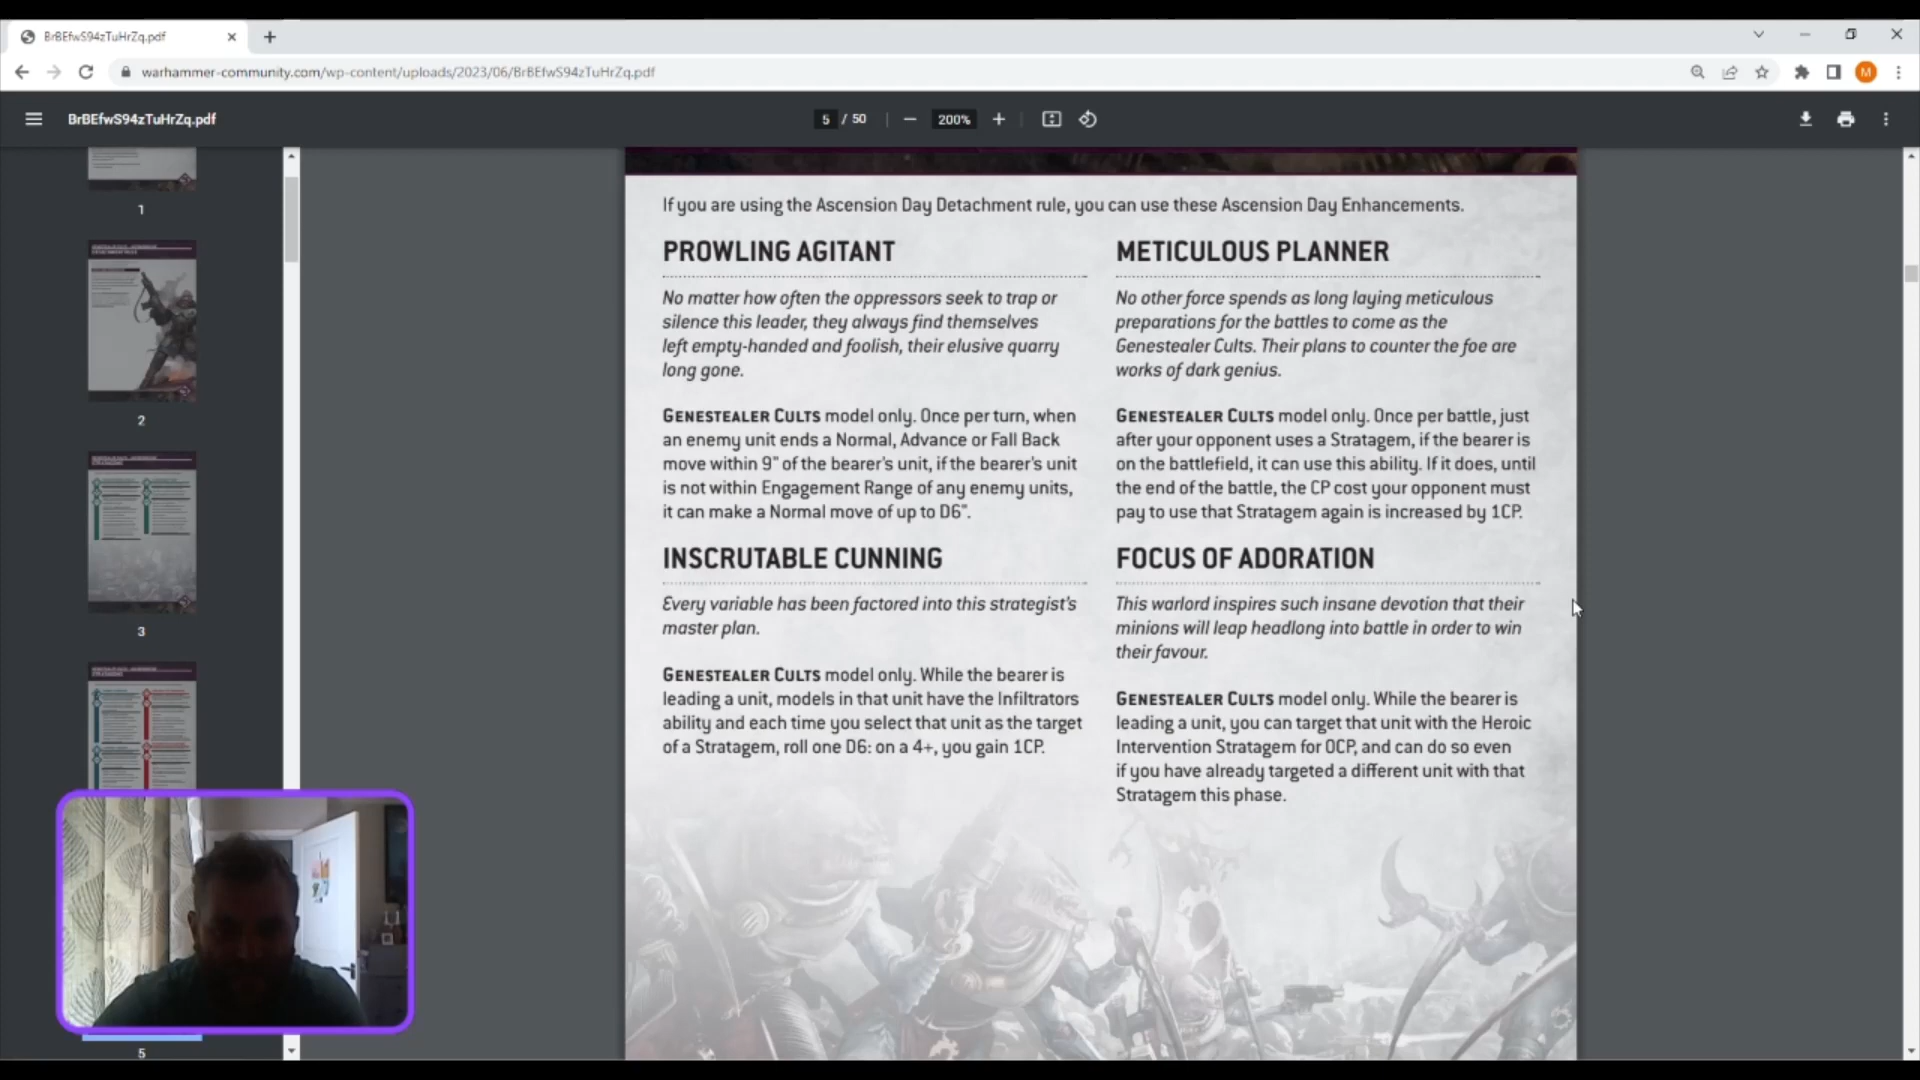 BrBEfwS94zTuHrZq.pdf
warhammer-community.com/wp-content/uploads/2023/06/BrBEfwS94zTuHrZq.pdf
M
BrBEfwS94zTuHrZq.pdf
5 / 50
200%
1
2
3
5
If you are using the Ascension Day Detachment rule, you can use these Ascension Day Enhancements.
PROWLING AGITANT
No matter how often the oppressors seek to trap or
silence this leader, they always find themselves
left empty-handed and foolish, their elusive quarry
long gone.
GENESTEALER CULTS model only. Once per turn, when
an enemy unit ends a Normal, Advance or Fall Back
move within 9" of the bearer's unit, if the bearer's unit
is not within Engagement Range of any enemy units,
it can make a Normal move of up to D6".
INSCRUTABLE CUNNING
Every variable has been factored into this strategist's
master plan.
GENESTEALER CULTS model only. While the bearer is
leading a unit, models in that unit have the Infiltrators
ability and each time you select that unit as the target
of a Stratagem, roll one D6: on a 4+, you gain 1CP.
METICULOUS PLANNER
No other force spends as long laying meticulous
preparations for the battles to come as the
Genestealer Cults. Their plans to counter the foe are
works of dark genius.
GENESTEALER CULTS model only. Once per battle, just
after your opponent uses a Stratagem, if the bearer is
on the battlefield, it can use this ability. If it does, until
the end of the battle, the CP cost your opponent must
pay to use that Stratagem again is increased by 1CP.
FOCUS OF ADORATION
This warlord inspires such insane devotion that their
minions will leap headlong into battle in order to win
their favour.
GENESTEALER CULTS model only. While the bearer is
leading a unit, you can target that unit with the Heroic
Intervention Stratagem for 0CP, and can do so even
if you have already targeted a different unit with that
Stratagem this phase.